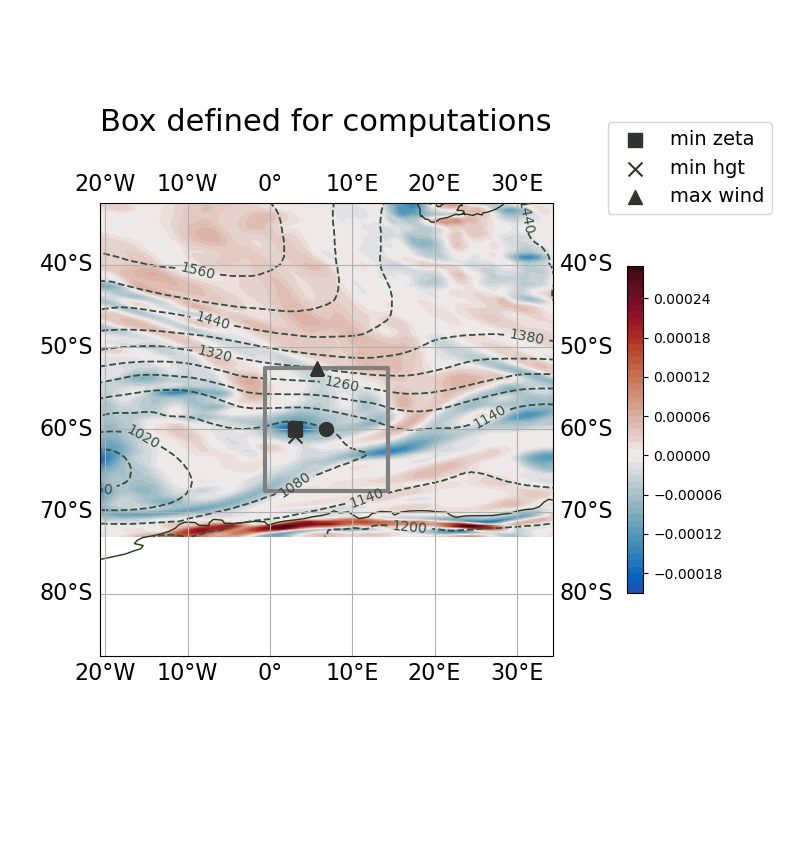 Box defined for computations
min zeta
min hgt
max wind
20°W 10°W 0° 10°E 20°E 30°E
40°S 40°S
50°S 50°S
60°S 60°S
70°S 70°S
80°S 80°S
20°W 10°W 0° 10°E 20°E 30°E
1560
1440
1320
1260
1380
1140
1020
1080
1140
1200
0.00024
0.00018
0.00012
0.00006
0.00000
−0.00006
−0.00012
−0.00018